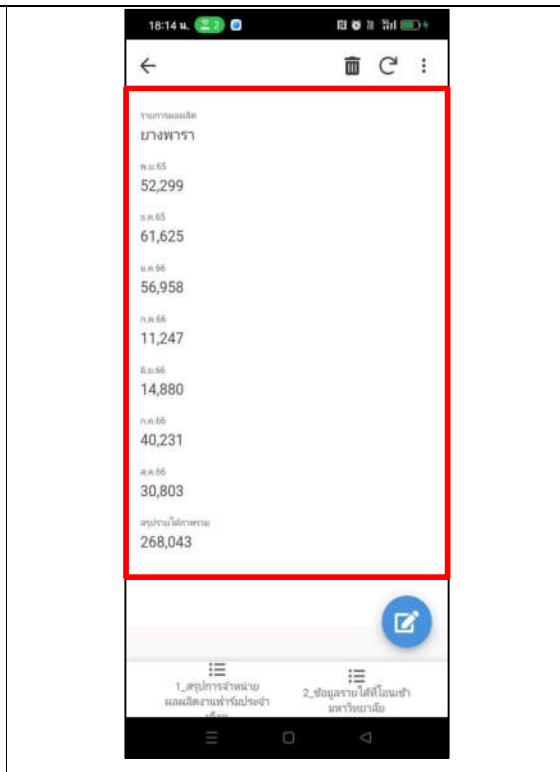 18:14 น. 2
รายการผลผลิต
ยางพารา
พ.ย.65
52,299
ธ.ค.65
61,625
ม.ค.66
56,958
ก.พ.66
11,247
มิ.ย.66
14,880
ก.ค.66
40,231
ส.ค.66
30,803
สรุปรายได้ภาพรวม
268,043
1_สรุปการจำหน่าย
ผลผลิตงานฟาร์มประจำ
เดือน
2_ข้อมูลรายได้ที่โอนเข้า
มหาวิทยาลัย